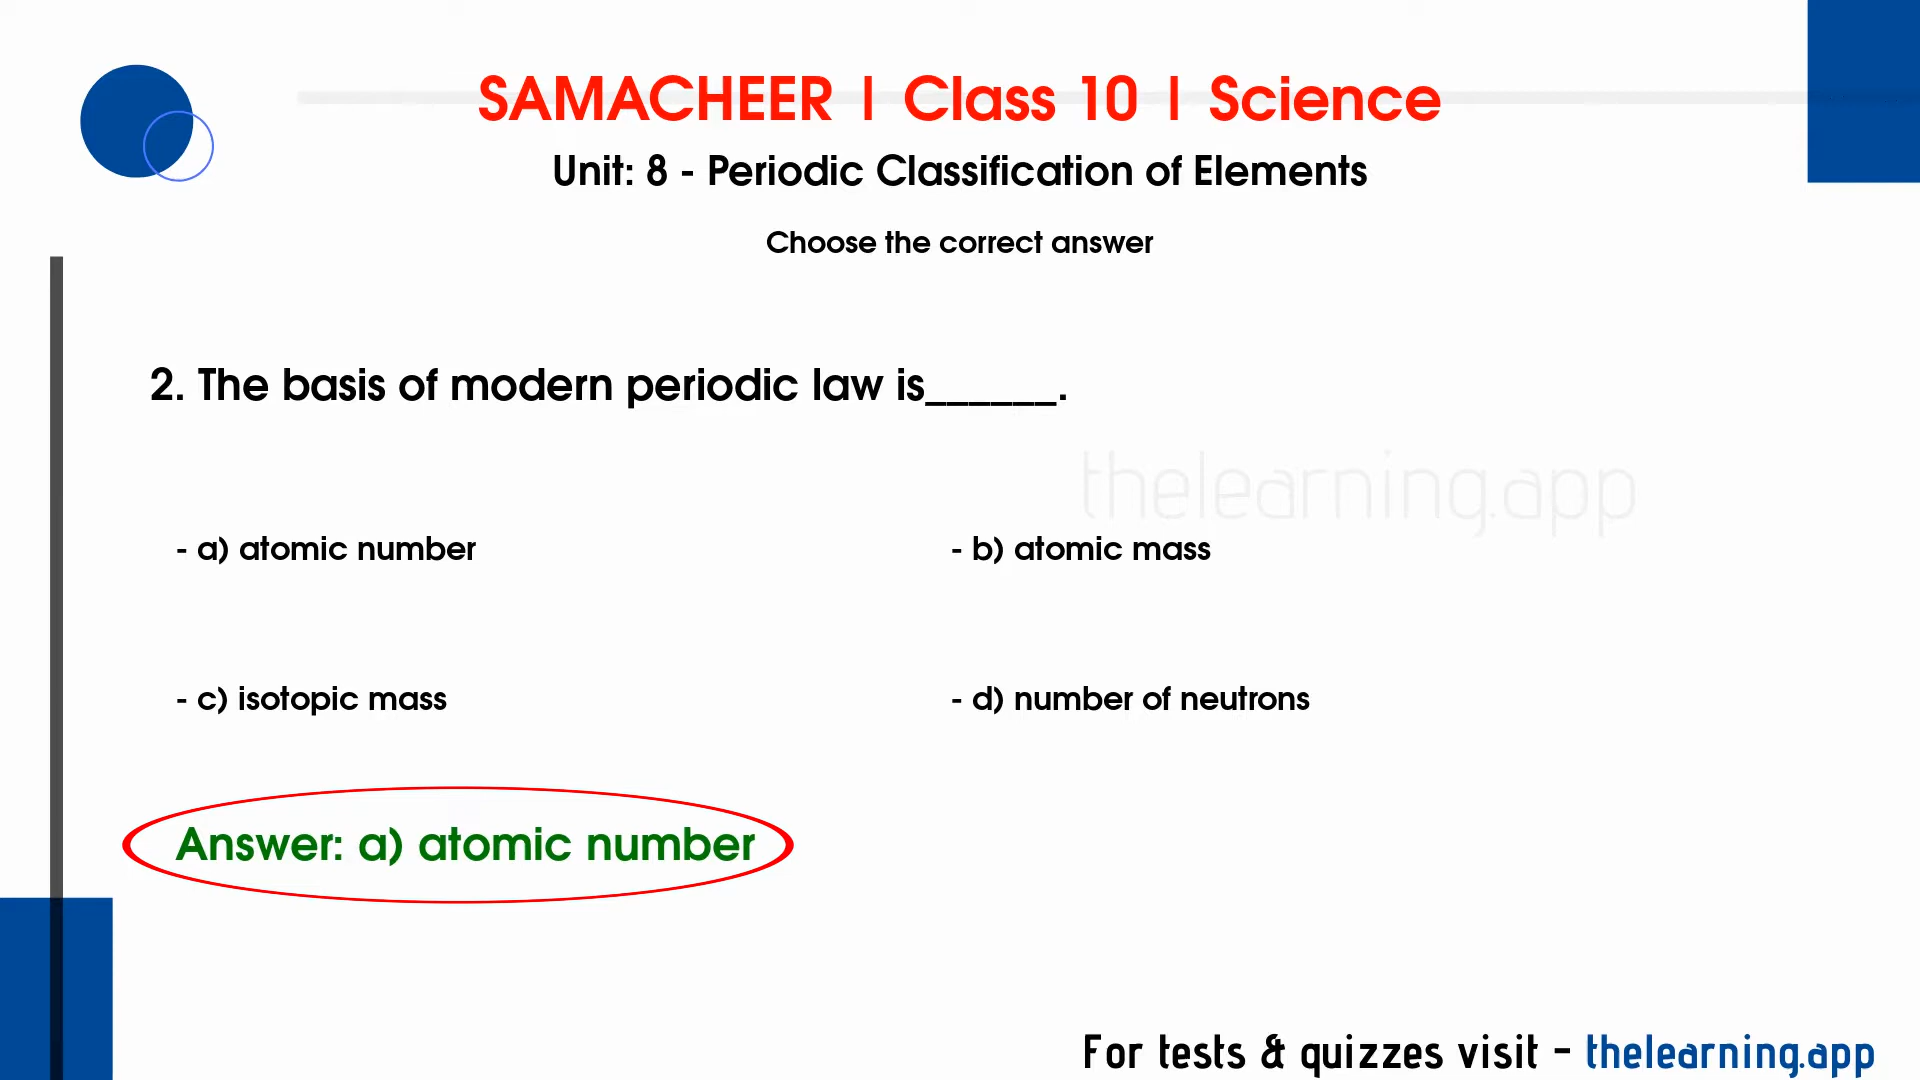 SAMACHEER | Class 10 | Science
Unit: 8 - Periodic Classification of Elements
Choose the correct answer
2. The basis of modern periodic law is______.
thelearning.app
- a) atomic number
- b) atomic mass
- c) isotopic mass
- d) number of neutrons
Answer: a) atomic number
For tests & quizzes visit - thelearning.app